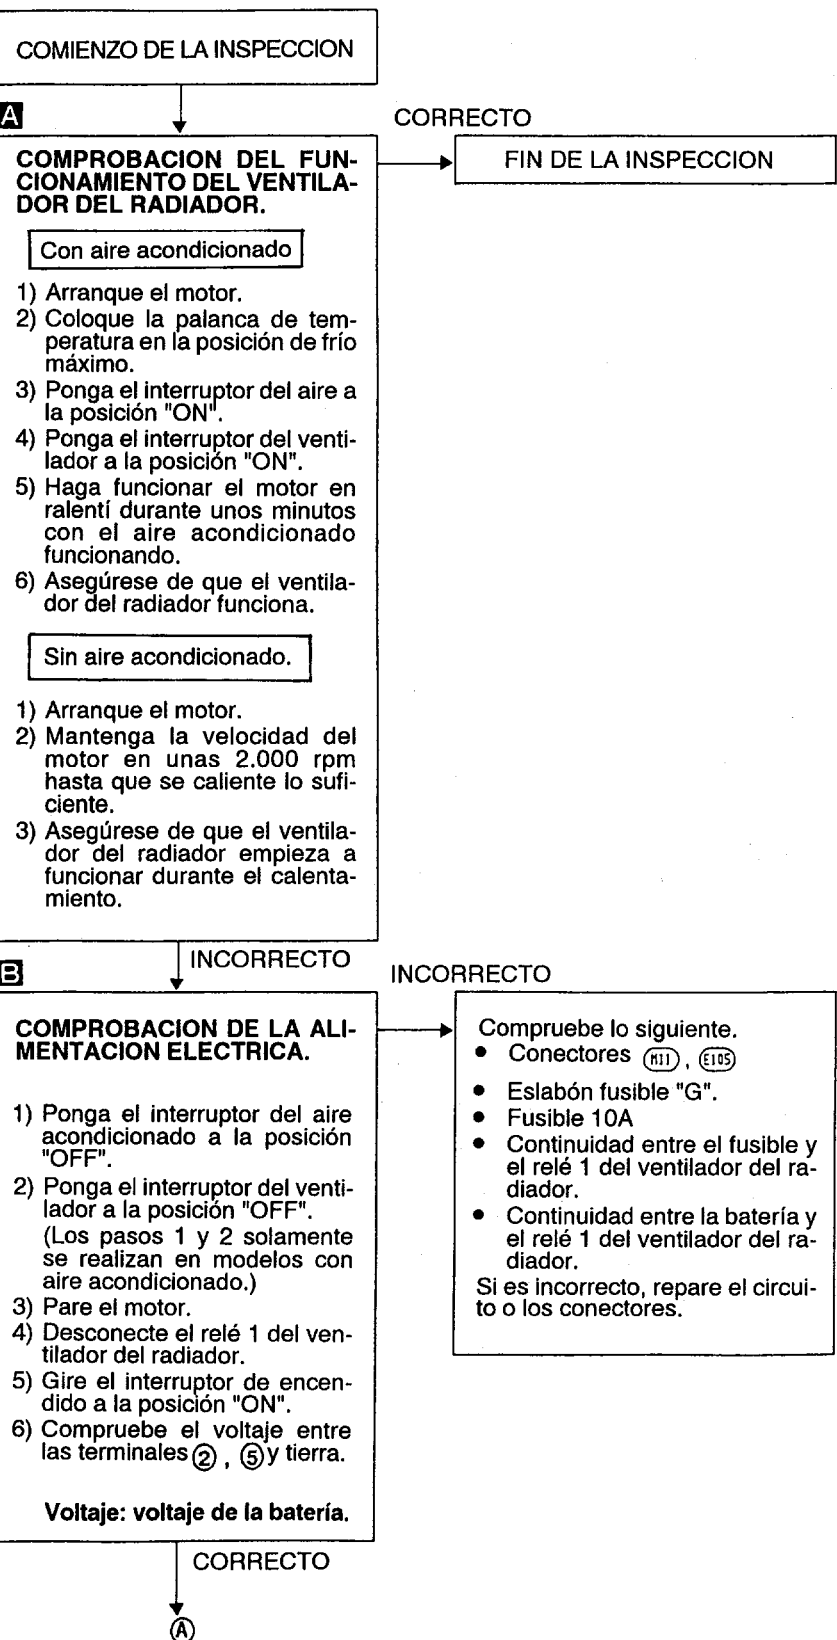 COMIENZO DE LA INSPECCION
A
CORRECTO
COMPROBACION DEL FUN-
CIONAMIENTO DEL VENTILA-
DOR DEL RADIADOR.
FIN DE LA INSPECCION
Con aire acondicionado
1) Arranque el motor.
2) Coloque la palanca de tem-
peratura en la posición de frío
máximo.
3) Ponga el interruptor del aire a
la posición "ON".
4) Ponga el interruptor del venti-
lador a la posición "ON".
5) Haga funcionar el motor en
ralentí durante unos minutos
con el aire acondicionado
funcionando.
6) Asegúrese de que el ventila-
dor del radiador funciona.
Sin aire acondicionado.
1) Arranque el motor.
2) Mantenga la velocidad del
motor en unas 2.000 rpm
hasta que se caliente lo sufi-
ciente.
3) Asegúrese de que el ventila-
dor del radiador empieza a
funcionar durante el calenta-
miento.
INCORRECTO
B
INCORRECTO
COMPROBACION DE LA ALI-
MENTACION ELECTRICA.
1) Ponga el interruptor del aire
acondicionado a la posición
"OFF".
2) Ponga el interruptor del venti-
lador a la posición "OFF".
(Los pasos 1 y 2 solamente
se realizan en modelos con
aire acondicionado.)
3) Pare el motor.
4) Desconecte el relé 1 del ven-
tilador del radiador.
5) Gire el interruptor de encen-
dido a la posición "ON".
6) Compruebe el voltaje entre
las terminales ② , ⑤ y tierra.
Voltaje: voltaje de la batería.
Compruebe lo siguiente.
● Conectores M11 , E105
● Eslabón fusible "G".
● Fusible 10A
● Continuidad entre el fusible y
el relé 1 del ventilador del ra-
diador.
● Continuidad entre la batería y
el relé 1 del ventilador del ra-
diador.
Si es incorrecto, repare el circui-
to o los conectores.
CORRECTO
Ⓐ